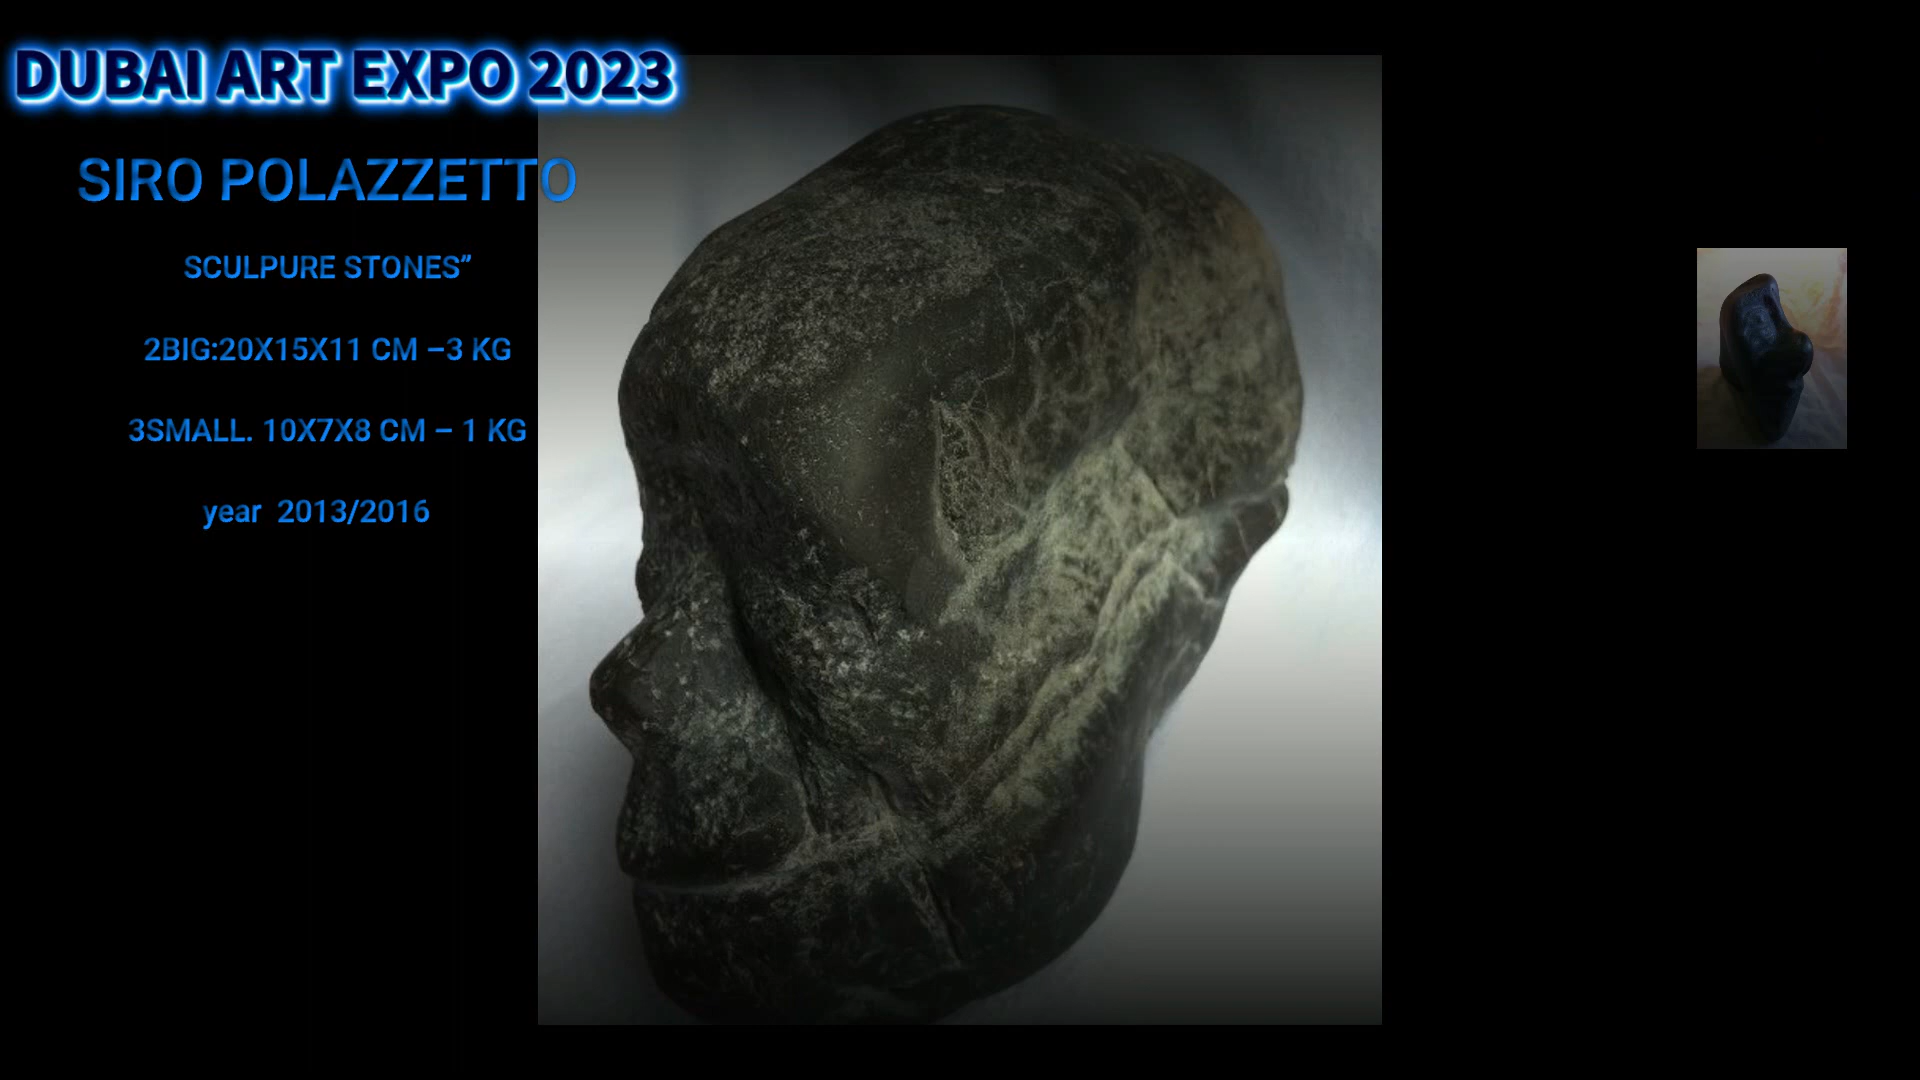 DUBAI ART EXPO 2023
SIRO POLAZZETTO
SCULPURE STONES”
2BIG:20X15X11 CM –3 KG
3SMALL. 10X7X8 CM – 1 KG
year 2013/2016